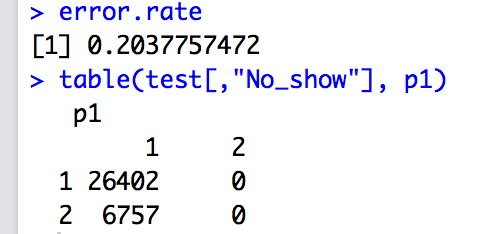 > error.rate
[1] 0.2037757472
> table(test[,"No_show"], p1)
p1
1 2
1 26402 0
2 6757 0